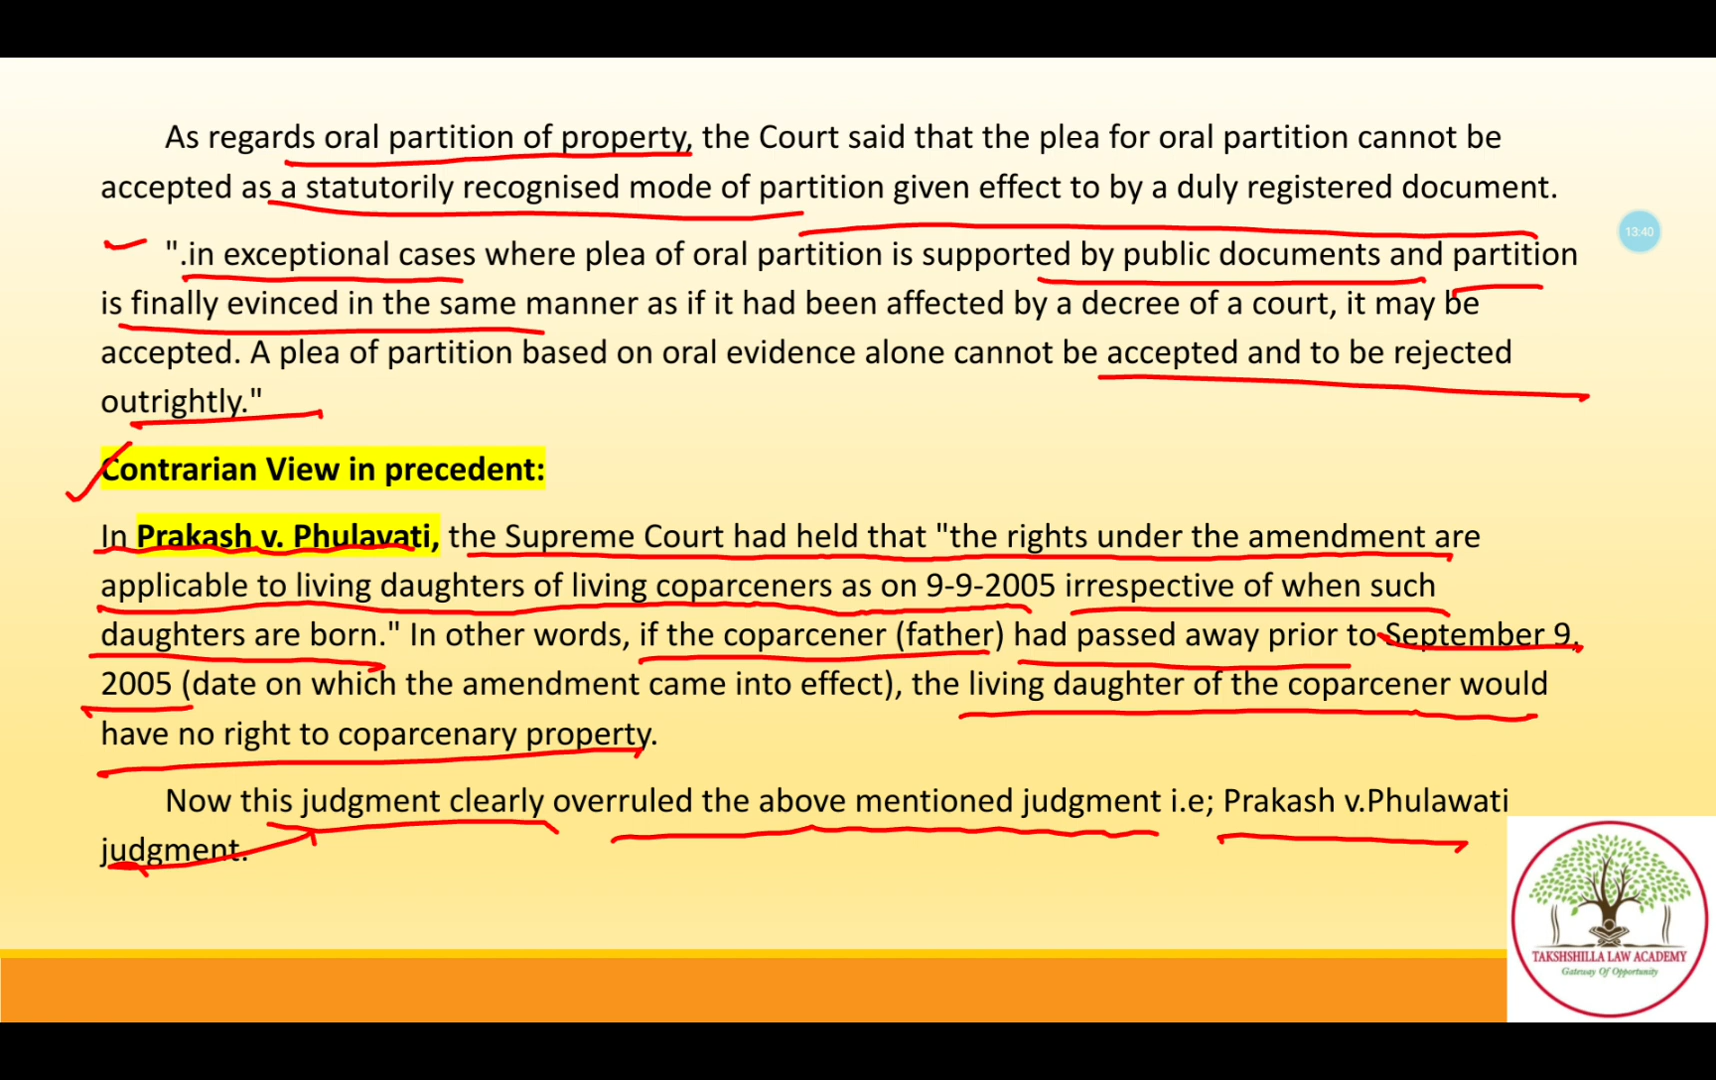 As regards oral partition of property, the Court said that the plea for oral partition cannot be
accepted as a statutorily recognised mode of partition given effect to by a duly registered document.
".in exceptional cases where plea of oral partition is supported by public documents and partition
is finally evinced in the same manner as if it had been affected by a decree of a court, it may be
accepted. A plea of partition based on oral evidence alone cannot be accepted and to be rejected
outrightly."
13:40
Contrarian View in precedent:
In Prakash v. Phulavati, the Supreme Court had held that "the rights under the amendment are
applicable to living daughters of living coparceners as on 9-9-2005 irrespective of when such
daughters are born." In other words, if the coparcener (father) had passed away prior to September 9,
2005 (date on which the amendment came into effect), the living daughter of the coparcener would
have no right to coparcenary property.
Now this judgment clearly overruled the above mentioned judgment i.e; Prakash v.Phulawati
judgment.
TAKSHSHILLA LAW ACADEMY
Gateway Of Opportunity